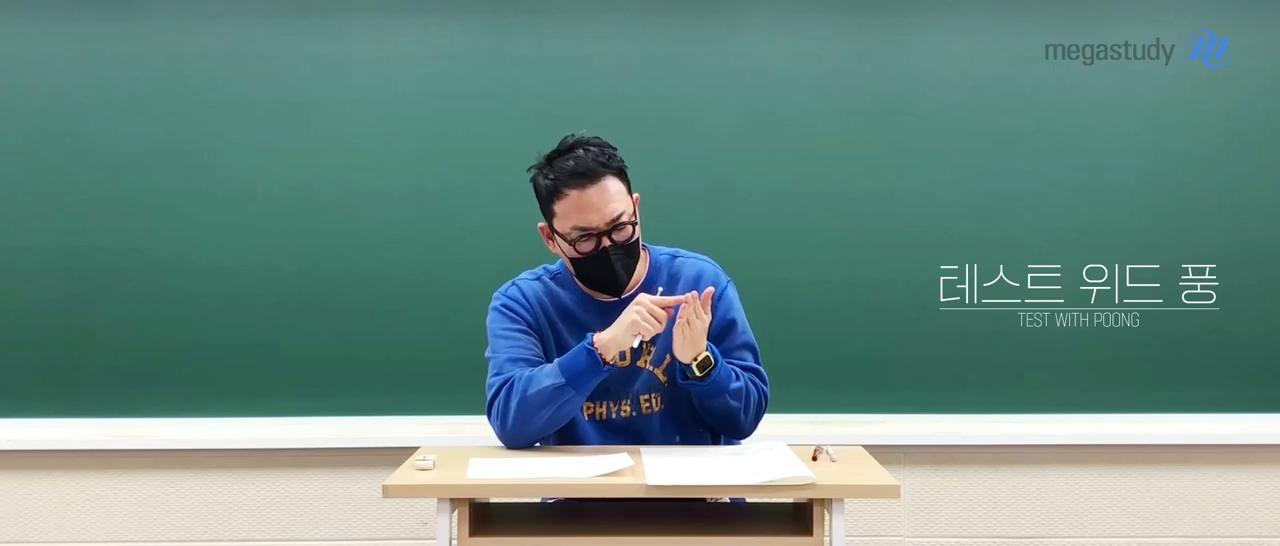 megastudy
테스트 위드 풍
TEST WITH POONG
PHYS. ED.